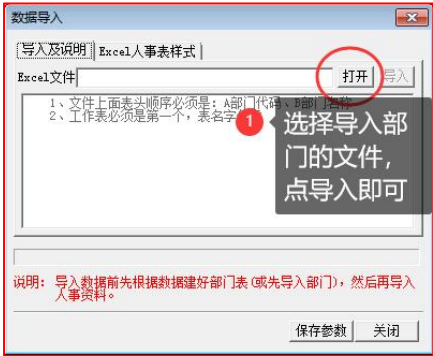 数据导入
导入及说明 Excel人事表样式
Excel文件 打开 导入
1、文件上面表头顺序必须是：A部门代码、B部门名称
2、工作表必须是第一个，表名字
1
选择导入部
门的文件，
点导入即可
说明：导入数据前先根据数据建好部门表(或先导入部门)，然后再导入
人事资料。
保存参数 关闭